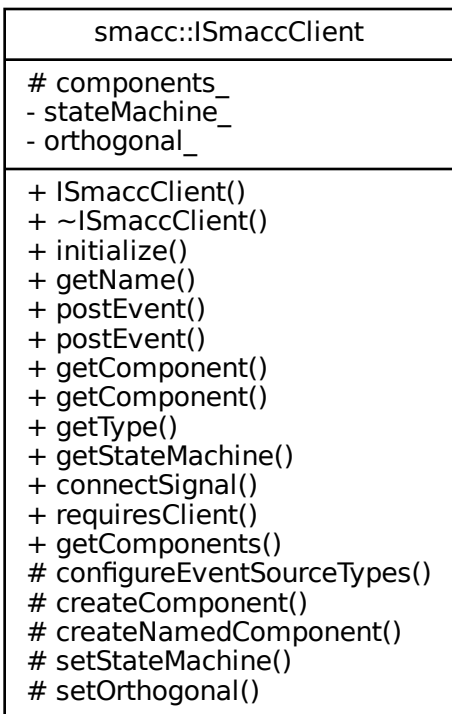 smacc::ISmaccClient
# components_
- stateMachine_
- orthogonal_
+ ISmaccClient()
+ ~ISmaccClient()
+ initialize()
+ getName()
+ postEvent()
+ postEvent()
+ getComponent()
+ getComponent()
+ getType()
+ getStateMachine()
+ connectSignal()
+ requiresClient()
+ getComponents()
# configureEventSourceTypes()
# createComponent()
# createNamedComponent()
# setStateMachine()
# setOrthogonal()